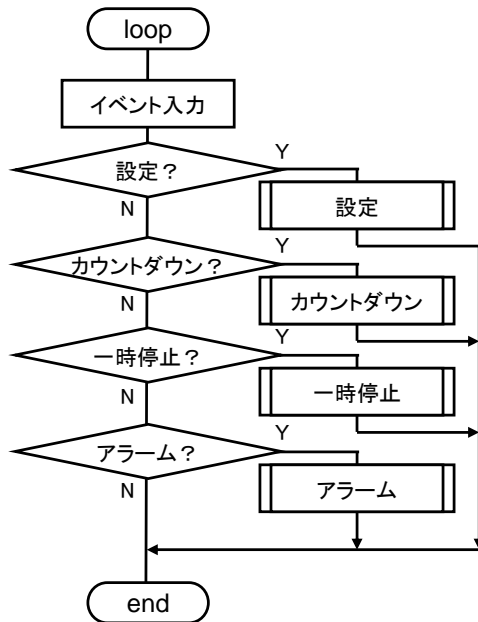 loop
イベント入力
設定？
Y
N
設定
カウントダウン？
Y
N
カウントダウン
一時停止？
Y
N
一時停止
アラーム？
Y
N
アラーム
end